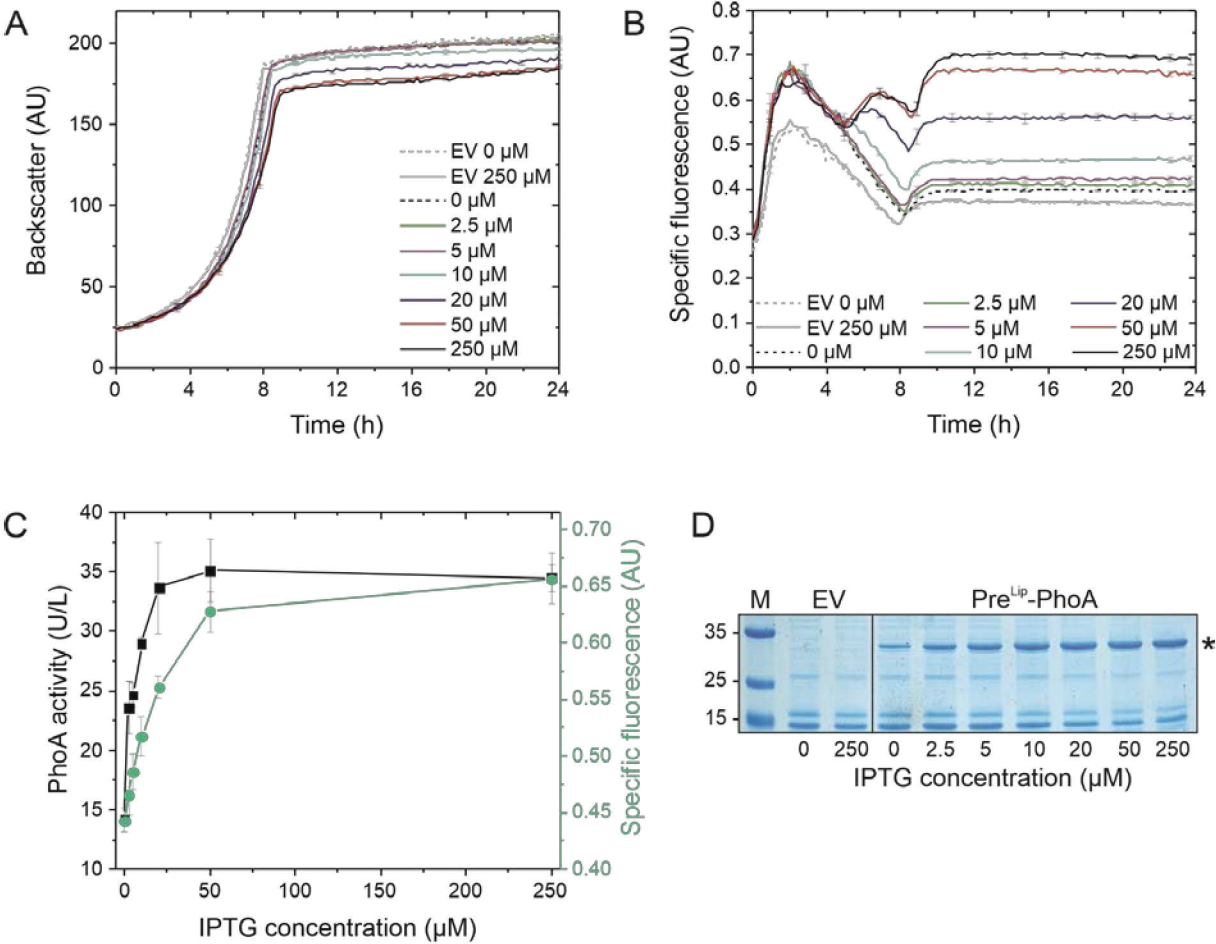 A
Backscatter (AU)
200
150
100
50
0
EV 0 µM
EV 250 µM
0 µM
2.5 µM
5 µM
10 µM
20 µM
50 µM
250 µM
0 4 8 12 16 20 24
Time (h)
B
Specific fluorescence (AU)
0.8
0.7
0.6
0.5
0.4
0.3
0.2
0.1
0.0
EV 0 µM 2.5 µM 20 µM
EV 250 µM 5 µM 50 µM
0 µM 10 µM 250 µM
0 4 8 12 16 20 24
Time (h)
C
PhoA activity (U/L)
40
35
30
25
20
15
10
Specific fluorescence (AU)
0.70
0.65
0.60
0.55
0.50
0.45
0.40
0 50 100 150 200 250
IPTG concentration (µM)
D
M EV Pre^Lip-PhoA
35
25
15
*
0 250 0 2.5 5 10 20 50 250
IPTG concentration (µM)